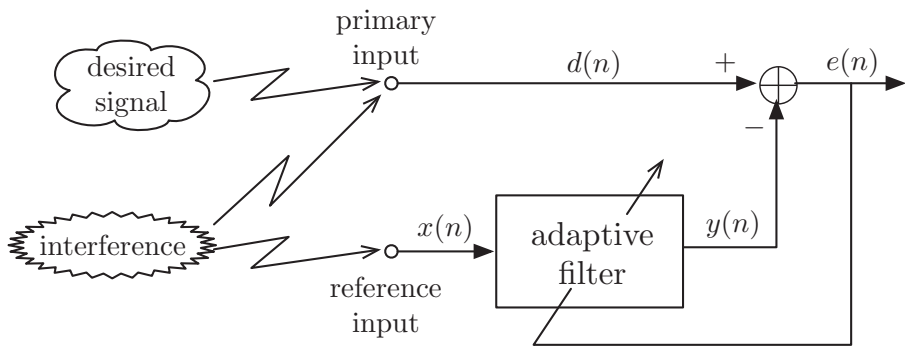 primary
input
desired
signal
d(n)
+
e(n)
−
interference
x(n)
adaptive
filter
y(n)
reference
input